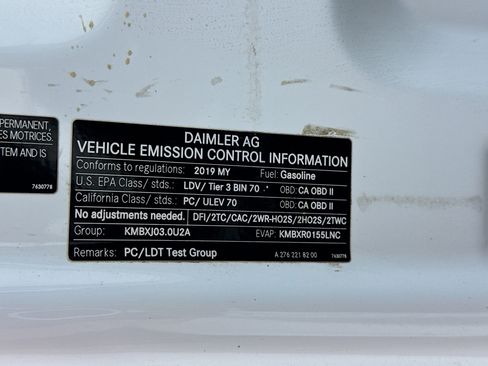 PERMANENT,
ES MOTRICES.
TEM AND IS
7630778
DAIMLER AG
VEHICLE EMISSION CONTROL INFORMATION
Conforms to regulations: 2019 MY Fuel: Gasoline
U.S. EPA Class/ stds.: LDV/ Tier 3 BIN 70 OBD: CA OBD II
California Class/ stds.: PC/ ULEV 70 OBD: CA OBD II
No adjustments needed. DFI/2TC/CAC/2WR-HO2S/2HO2S/2TWC
Group: KMBXJ03.0U2A EVAP: KMBXR0155LNC
Remarks: PC/LDT Test Group A 276 221 82 00
7630778